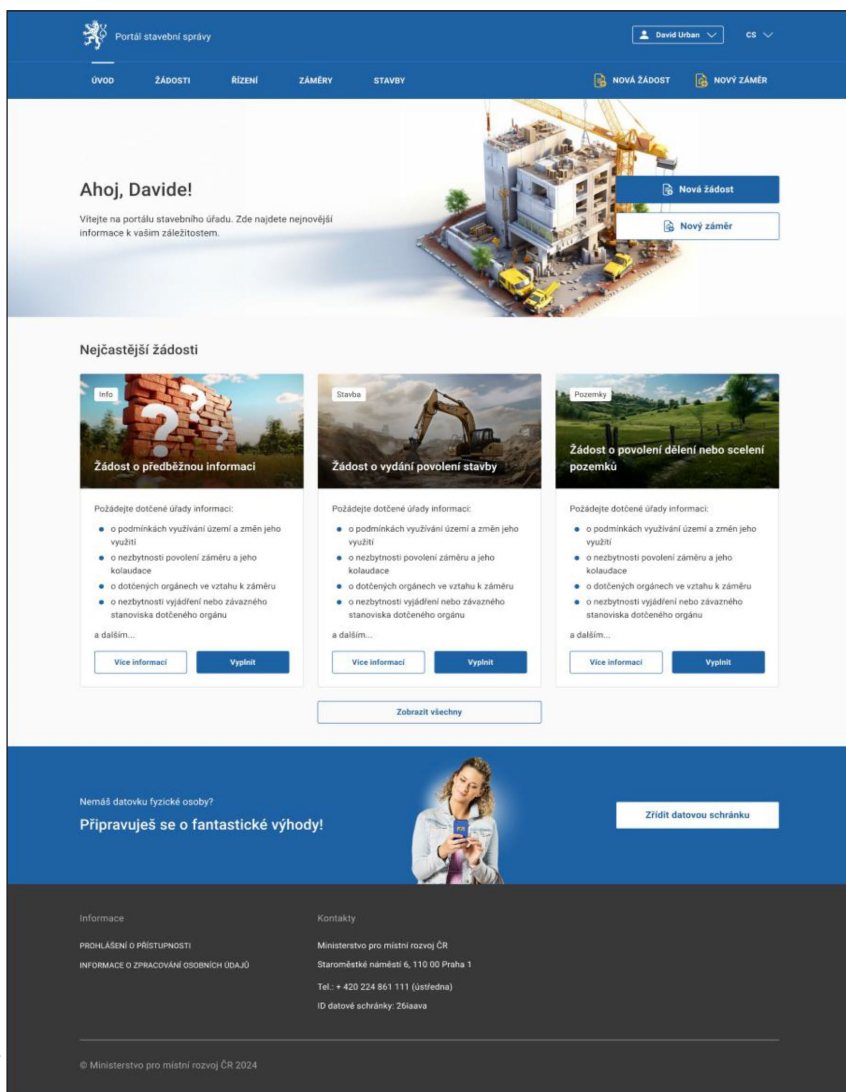 Portál stavební správy
David Urban
CS
ÚVOD
ŽÁDOSTI
ŘÍZENÍ
ZÁMĚRY
STAVBY
NOVÁ ŽÁDOST
NOVÝ ZÁMĚR
Ahoj, Davide!
Vítejte na portálu stavebního úřadu. Zde najdete nejnovější
informace k vašim záležitostem.
Nová žádost
Nový záměr
Nejčastější žádosti
Info
Žádost o předběžnou informaci
Požádejte dotčené úřady informaci:
o podmínkách využívání území a změn jeho
využití
o nezbytnosti povolení záměru a jeho
kolaudace
o dotčených orgánech ve vztahu k záměru
o nezbytnosti vyjádření nebo závazného
stanoviska dotčeného orgánu
a dalším...
Více informací
Vyplnit
Stavba
Žádost o vydání povolení stavby
Požádejte dotčené úřady informaci:
o podmínkách využívání území a změn jeho
využití
o nezbytnosti povolení záměru a jeho
kolaudace
o dotčených orgánech ve vztahu k záměru
o nezbytnosti vyjádření nebo závazného
stanoviska dotčeného orgánu
a dalším...
Více informací
Vyplnit
Pozemky
Žádost o povolení dělení nebo scelení
pozemků
Požádejte dotčené úřady informaci:
o podmínkách využívání území a změn jeho
využití
o nezbytnosti povolení záměru a jeho
kolaudace
o dotčených orgánech ve vztahu k záměru
o nezbytnosti vyjádření nebo závazného
stanoviska dotčeného orgánu
a dalším...
Více informací
Vyplnit
Zobrazit všechny
Nemáš datovku fyzické osoby?
Připravuješ se o fantastické výhody!
Zřídit datovou schránku
Informace
PROHLÁŠENÍ O PŘÍSTUPNOSTI
INFORMACE O ZPRACOVÁNÍ OSOBNÍCH ÚDAJŮ
Kontakty
Ministerstvo pro místní rozvoj ČR
Staroměstké náměstí 6, 110 00 Praha 1
Tel.: + 420 224 861 111 (ústředna)
ID datové schránky: 26iaava
© Ministerstvo pro místní rozvoj ČR 2024